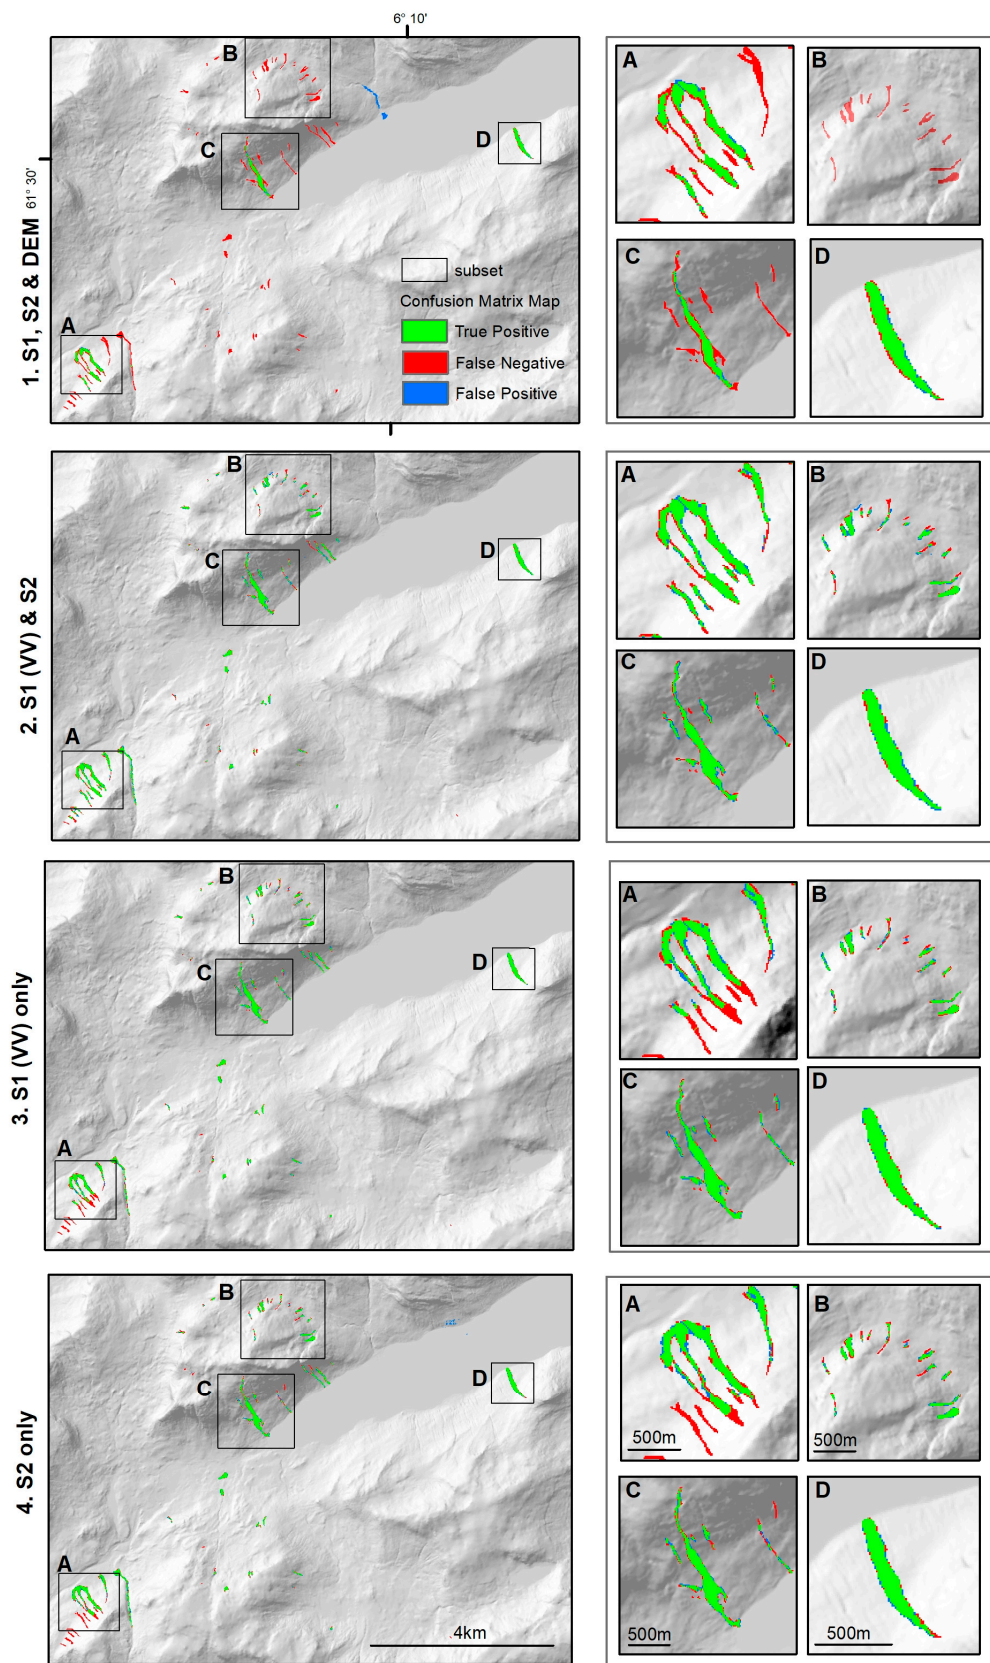 6° 10'
61° 30'
1. S1, S2 & DEM
B
C
D
A
subset
Confusion Matrix Map
True Positive
False Negative
False Positive
A
B
C
D
2. S1 (VV) & S2
B
C
D
A
A
B
C
D
3. S1 (VV) only
B
C
D
A
A
B
C
D
4. S2 only
B
C
D
A
4km
A
500m
B
500m
C
500m
D
500m